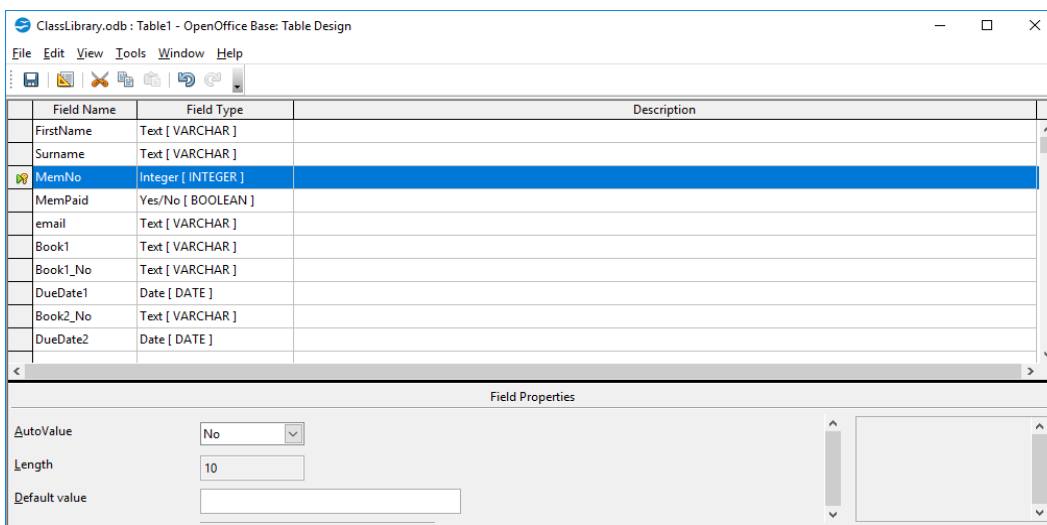 ClassLibrary.odb : Table1 - OpenOffice Base: Table Design
File Edit View Tools Window Help
Field Name Field Type Description
FirstName Text [ VARCHAR ]
Surname Text [ VARCHAR ]
MemNo Integer [ INTEGER ]
MemPaid Yes/No [ BOOLEAN ]
email Text [ VARCHAR ]
Book1 Text [ VARCHAR ]
Book1_No Text [ VARCHAR ]
DueDate1 Date [ DATE ]
Book2_No Text [ VARCHAR ]
DueDate2 Date [ DATE ]
Field Properties
AutoValue No
Length 10
Default value